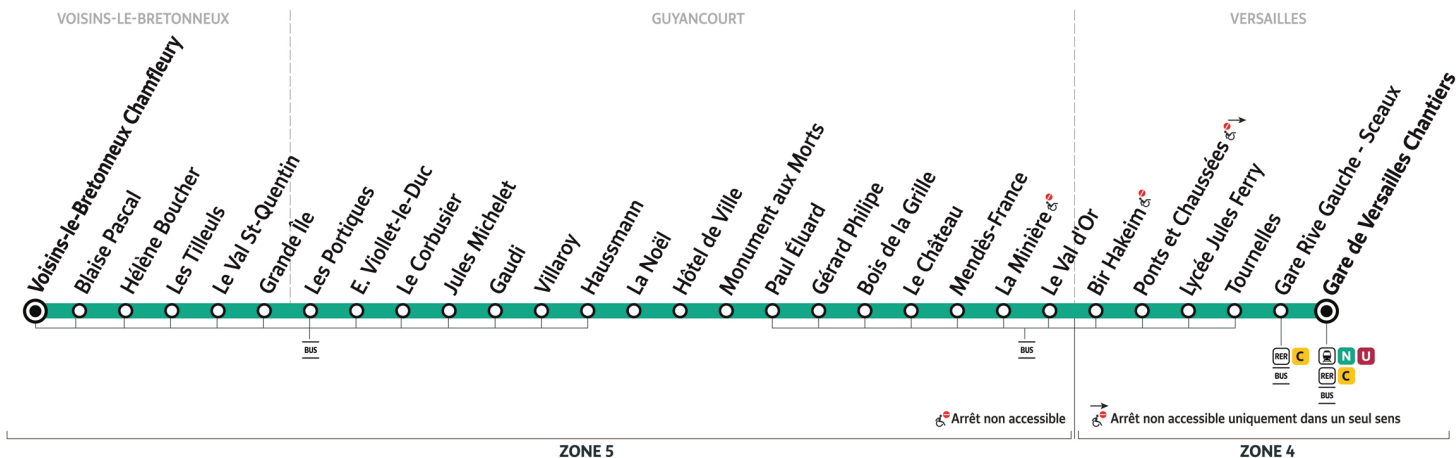 VOISINS-LE-BRETONNEUX
GUYANCOURT
VERSAILLES
Voisins-le-Bretonneux Chamfleury
Blaise Pascal
Hélène Boucher
Les Tilleuls
Le Val St-Quentin
Grande Île
Les Portiques
E. Viollet-le-Duc
Le Corbusier
Jules Michelet
Gaudi
Villaroy
Haussmann
La Noël
Hôtel de Ville
Monument aux Morts
Paul Éluard
Gérard Philipe
Bois de la Grille
Le Château
Mendès-France
La Minière
Le Val d'Or
Bir Hakeim
Ponts et Chaussées
Lycée Jules Ferry
Tournelles
Gare Rive Gauche - Sceaux
Gare de Versailles Chantiers
BUS
BUS
RER C
BUS
N U
RER C
BUS
Arrêt non accessible
Arrêt non accessible uniquement dans un seul sens
ZONE 5
ZONE 4